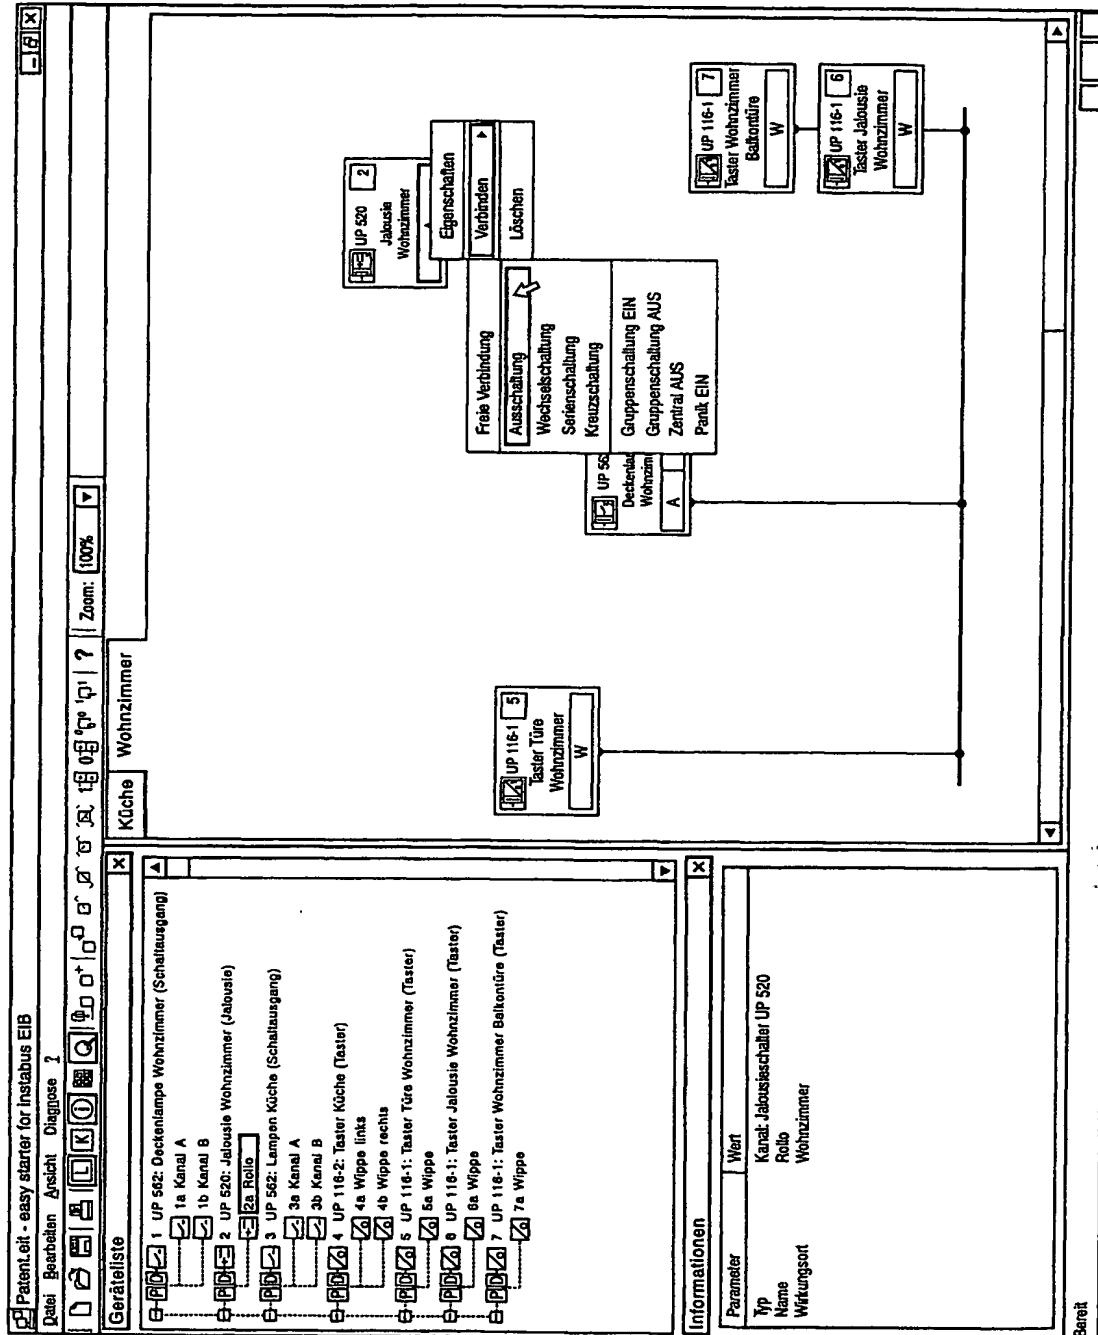 Patent.eit - easy starter for instabus EIB
Datei Bearbeiten Ansicht Diagnose ?
L K i ? Zoom: 100%
Geräteliste
P D 1 UP 562: Deckenlampe Wohnzimmer (Schaltausgang)
1a Kanal A
1b Kanal B
P D 2 UP 520: Jalousie Wohnzimmer (Jalousie)
2a Rollo
P D 3 UP 562: Lampen Küche (Schaltausgang)
3a Kanal A
3b Kanal B
P D 4 UP 116-2: Taster Küche (Taster)
4a Wippe links
4b Wippe rechts
P D 5 UP 116-1: Taster Türe Wohnzimmer (Taster)
5a Wippe
P D 6 UP 116-1: Taster Jalousie Wohnzimmer (Taster)
6a Wippe
P D 7 UP 116-1: Taster Wohnzimmer Balkontüre (Taster)
7a Wippe
Informationen
Parameter Wert
Typ Kanal: Jalousieschalter UP 520
Name Rollo
Wirkungsort Wohnzimmer
Küche Wohnzimmer
UP 116-1 5
Taster Türe
Wohnzimmer
W
UP 56
Deckenla
Wohnzim
A
UP 520 2
Jalousie
Wohnzimmer
Eigenschaften
Verbinden
Löschen
Freie Verbindung
Ausschaltung
Wechselschaltung
Serienschaltung
Kreuzschaltung
Gruppenschaltung EIN
Gruppenschaltung AUS
Zentral AUS
Panik EIN
UP 116-1 7
Taster Wohnzimmer
Balkontüre
W
UP 116-1 6
Taster Jalousie
Wohnzimmer
W
Bereit